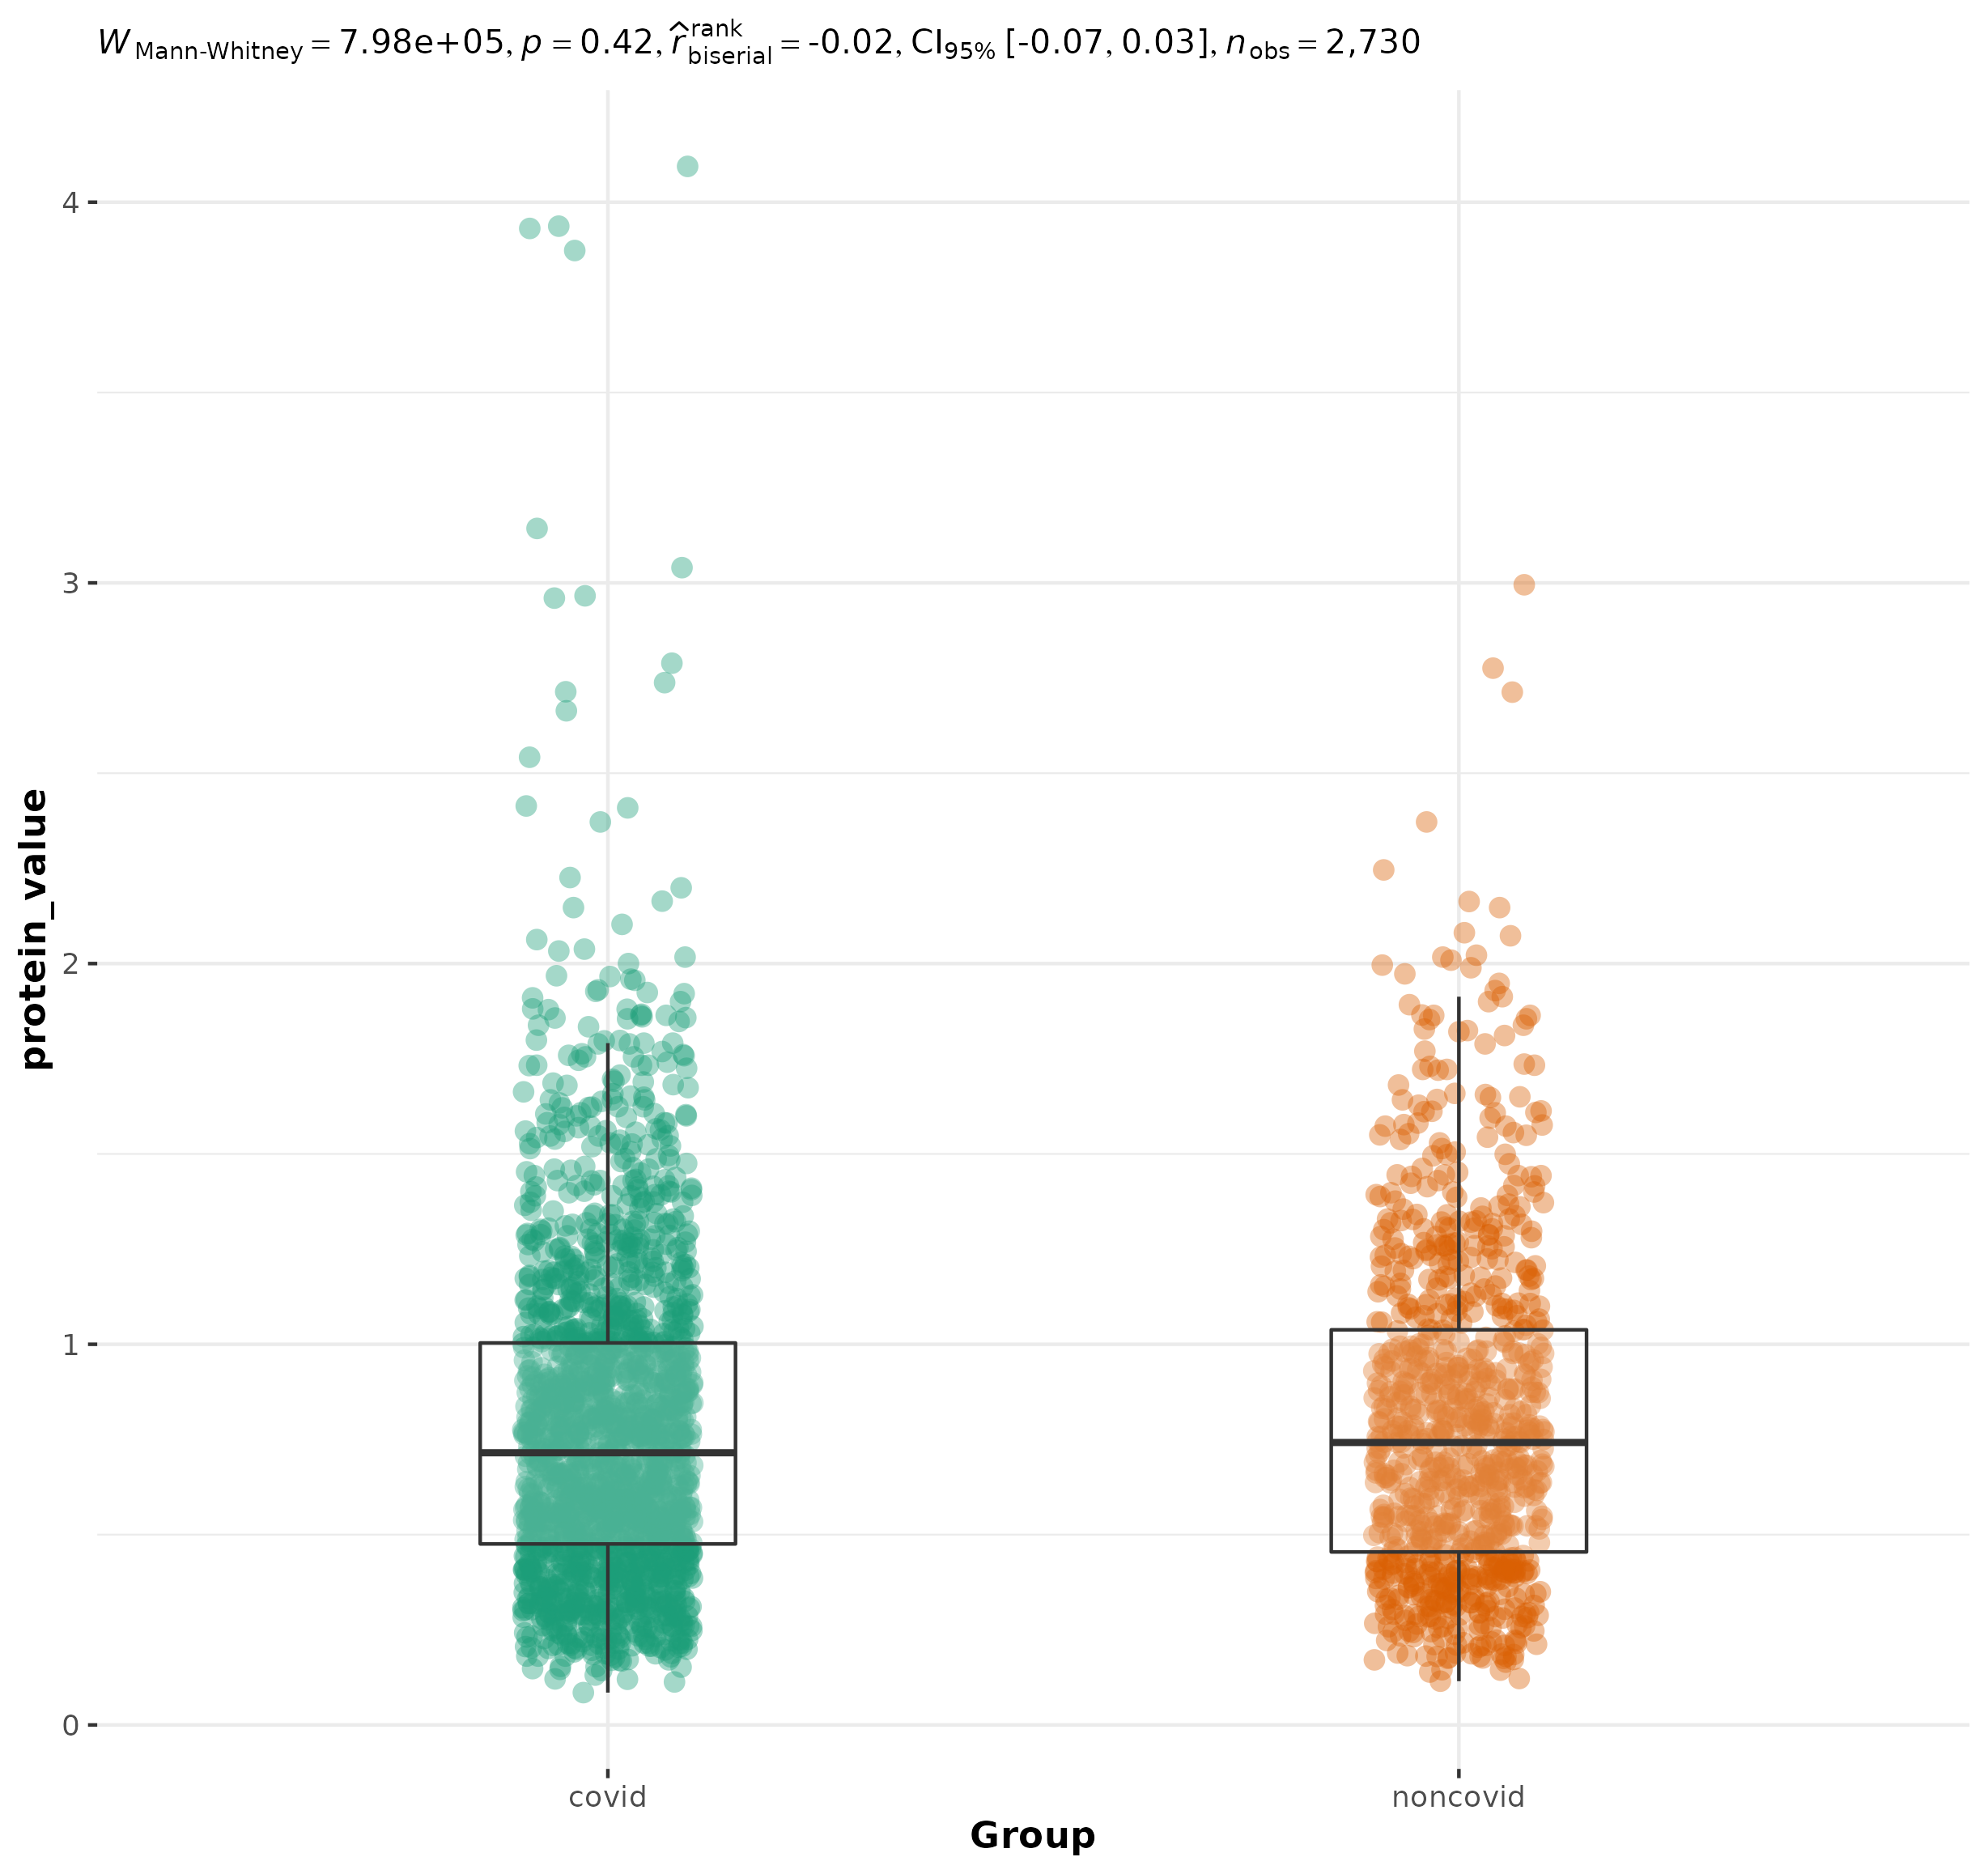 W Mann-Whitney = 7.98e+05, p = 0.42, r̂ rank biserial = -0.02, CI95% [-0.07, 0.03], nobs = 2,730
4
3
2
1
0
protein_value
covid noncovid
Group